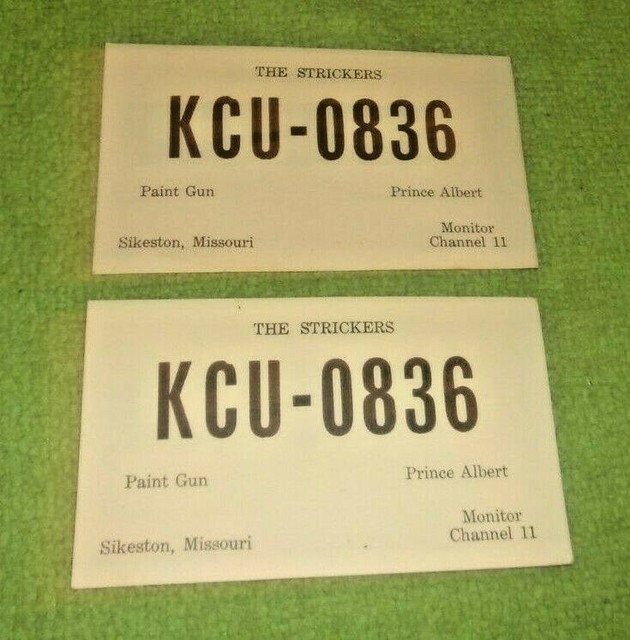 THE STRICKERS
KCU-0836
Paint Gun Prince Albert
Sikeston, Missouri Monitor
Channel 11
THE STRICKERS
KCU-0836
Paint Gun Prince Albert
Sikeston, Missouri Monitor
Channel 11